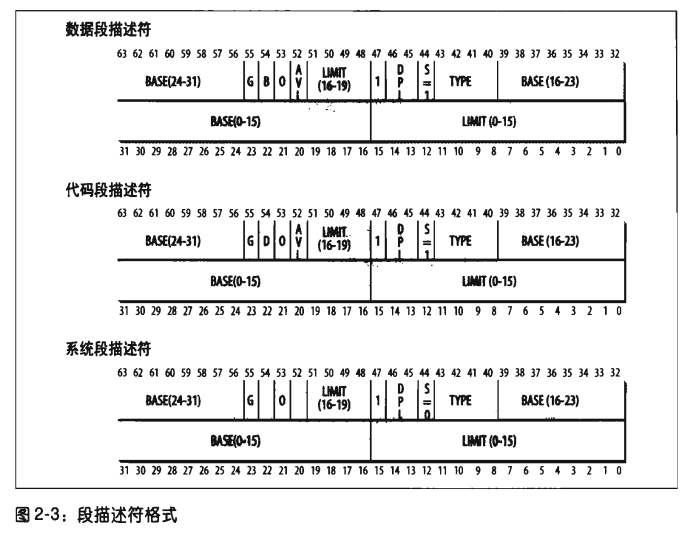 数据段描述符
63 62 61 60 59 58 57 56 55 54 53 52 51 50 49 48 47 46 45 44 43 42 41 40 39 38 37 36 35 34 33 32
BASE(24-31) G B O AVL LIMIT (16-19) 1 DPL S=1 TYPE BASE (16-23)
BASE(0-15) LIMIT (0-15)
31 30 29 28 27 26 25 24 23 22 21 20 19 18 17 16 15 14 13 12 11 10 9 8 7 6 5 4 3 2 1 0
代码段描述符
63 62 61 60 59 58 57 56 55 54 53 52 51 50 49 48 47 46 45 44 43 42 41 40 39 38 37 36 35 34 33 32
BASE(24-31) G D O AVL LIMIT (16-19) 1 DPL S=1 TYPE BASE (16-23)
BASE(0-15) LIMIT (0-15)
31 30 29 28 27 26 25 24 23 22 21 20 19 18 17 16 15 14 13 12 11 10 9 8 7 6 5 4 3 2 1 0
系统段描述符
63 62 61 60 59 58 57 56 55 54 53 52 51 50 49 48 47 46 45 44 43 42 41 40 39 38 37 36 35 34 33 32
BASE(24-31) G O LIMIT (16-19) 1 DPL S=0 TYPE BASE (16-23)
BASE(0-15) LIMIT (0-15)
31 30 29 28 27 26 25 24 23 22 21 20 19 18 17 16 15 14 13 12 11 10 9 8 7 6 5 4 3 2 1 0
图 2-3：段描述符格式